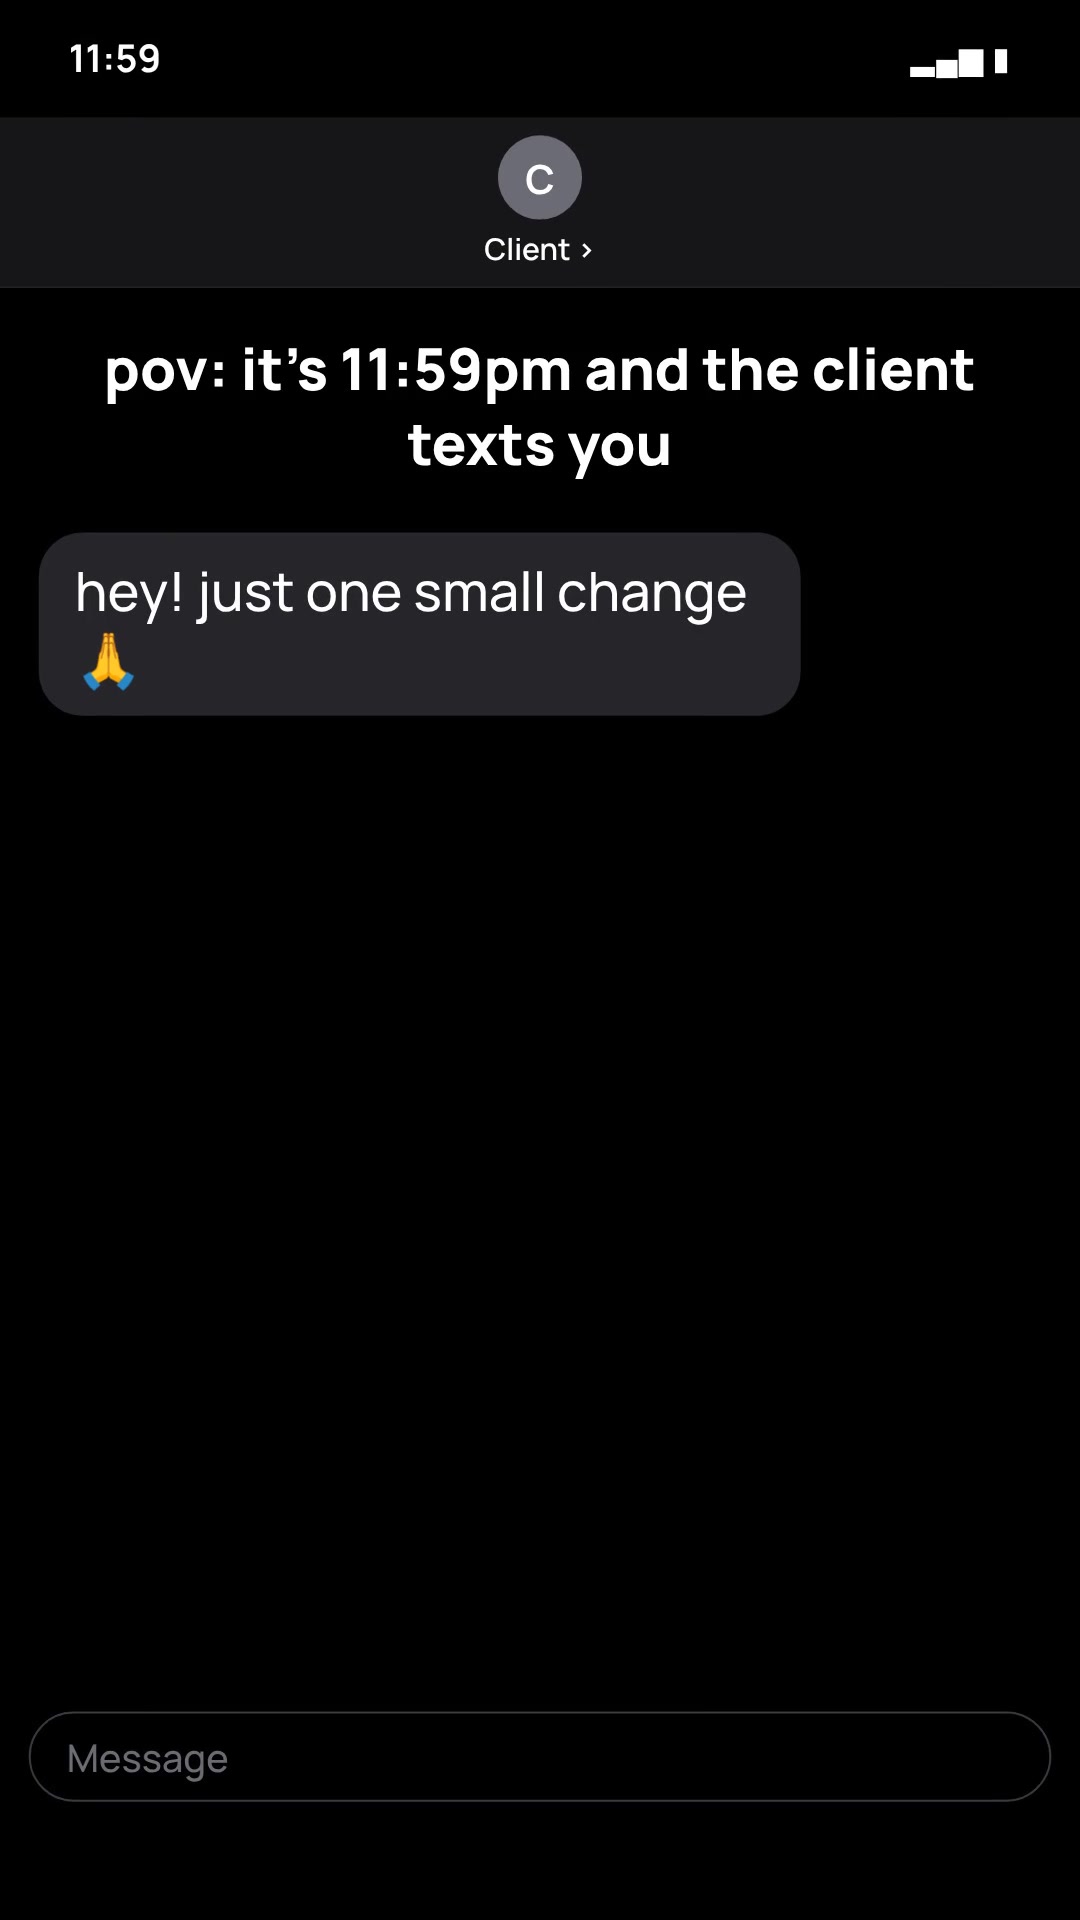 11:59
C
Client ›
pov: it’s 11:59pm and the client
texts you
hey! just one small change
🙏
Message